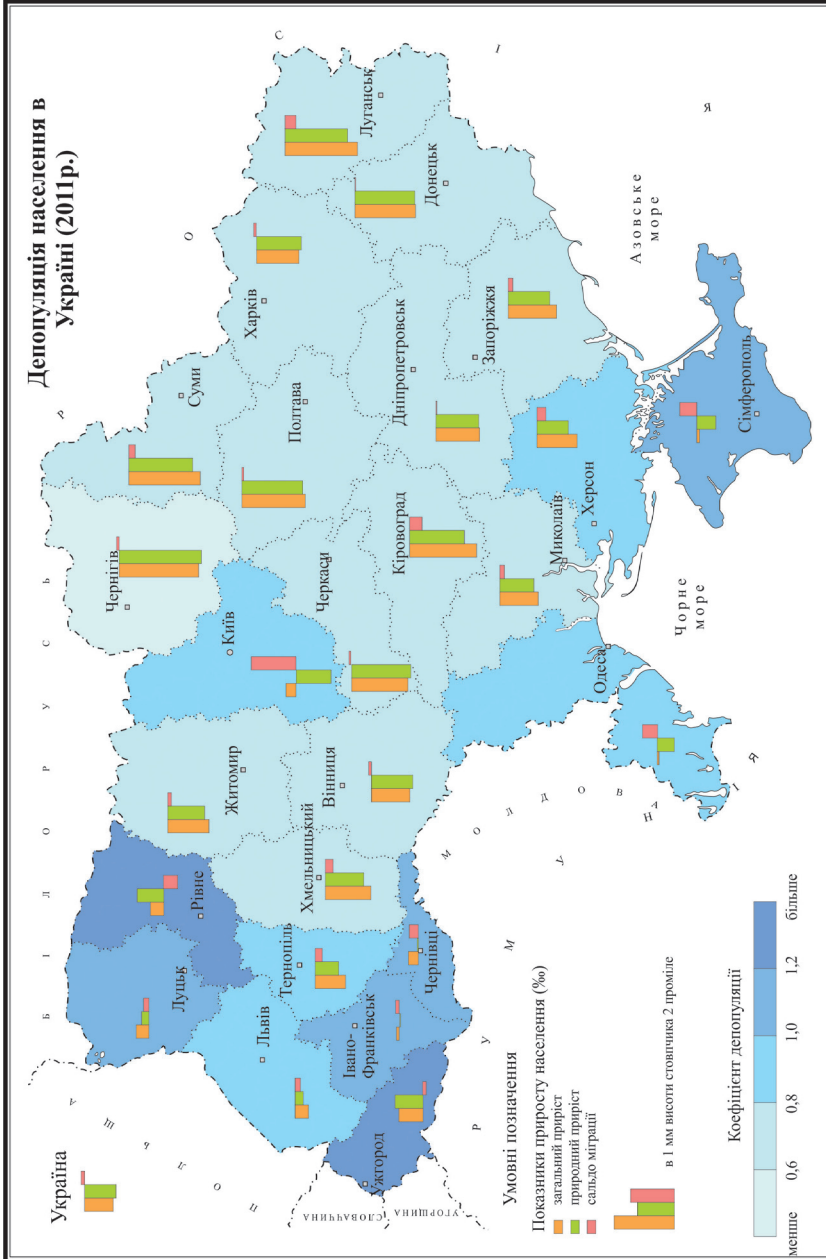 Депопуляція населення в
Україні (2011р.)
Україна
П О Л Ь Щ А
Б І Л О Р У С Ь
Р О С І Я
СЛОВАЧЧИНА
УГОРЩИНА
Р У М У Н І Я
М О Л Д О В А
Чернігів
Суми
Луцьк
Рівне
Житомир
Київ
Харків
Полтава
Луганськ
Львів
Тернопіль
Хмельницький
Вінниця
Черкаси
Івано-
Франківськ
Ужгород
Чернівці
Кіровоград
Дніпропетровськ
Донецьк
Запоріжжя
Миколаїв
Херсон
Одеса
Сімферополь
Азовське
море
Чорне
море
Умовні позначення
Показники приросту населення (‰)
загальний приріст
природний приріст
сальдо міграції
в 1 мм висоти стовпчика 2 проміле
Коефіцієнт депопуляції
менше 0,6 0,8 1,0 1,2 більше